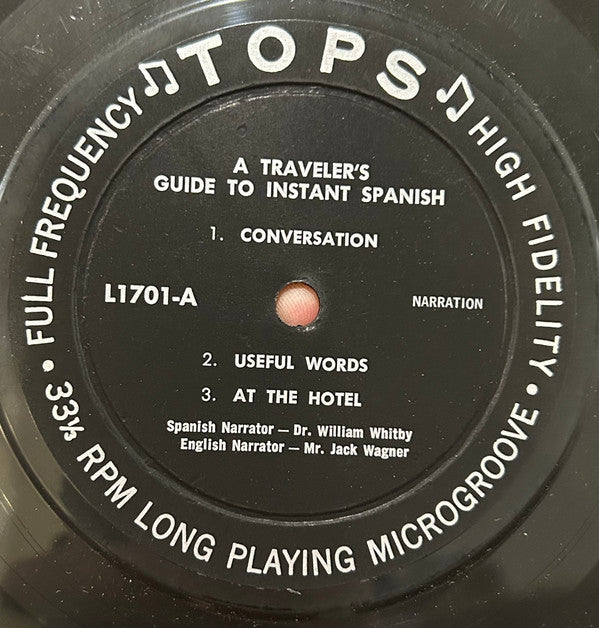 TOPS
FULL FREQUENCY
HIGH FIDELITY
A TRAVELER'S
GUIDE TO INSTANT SPANISH
1. CONVERSATION
L1701-A
NARRATION
2. USEFUL WORDS
3. AT THE HOTEL
Spanish Narrator — Dr. William Whitby
English Narrator — Mr. Jack Wagner
• 33⅓ RPM LONG PLAYING MICROGROOVE •